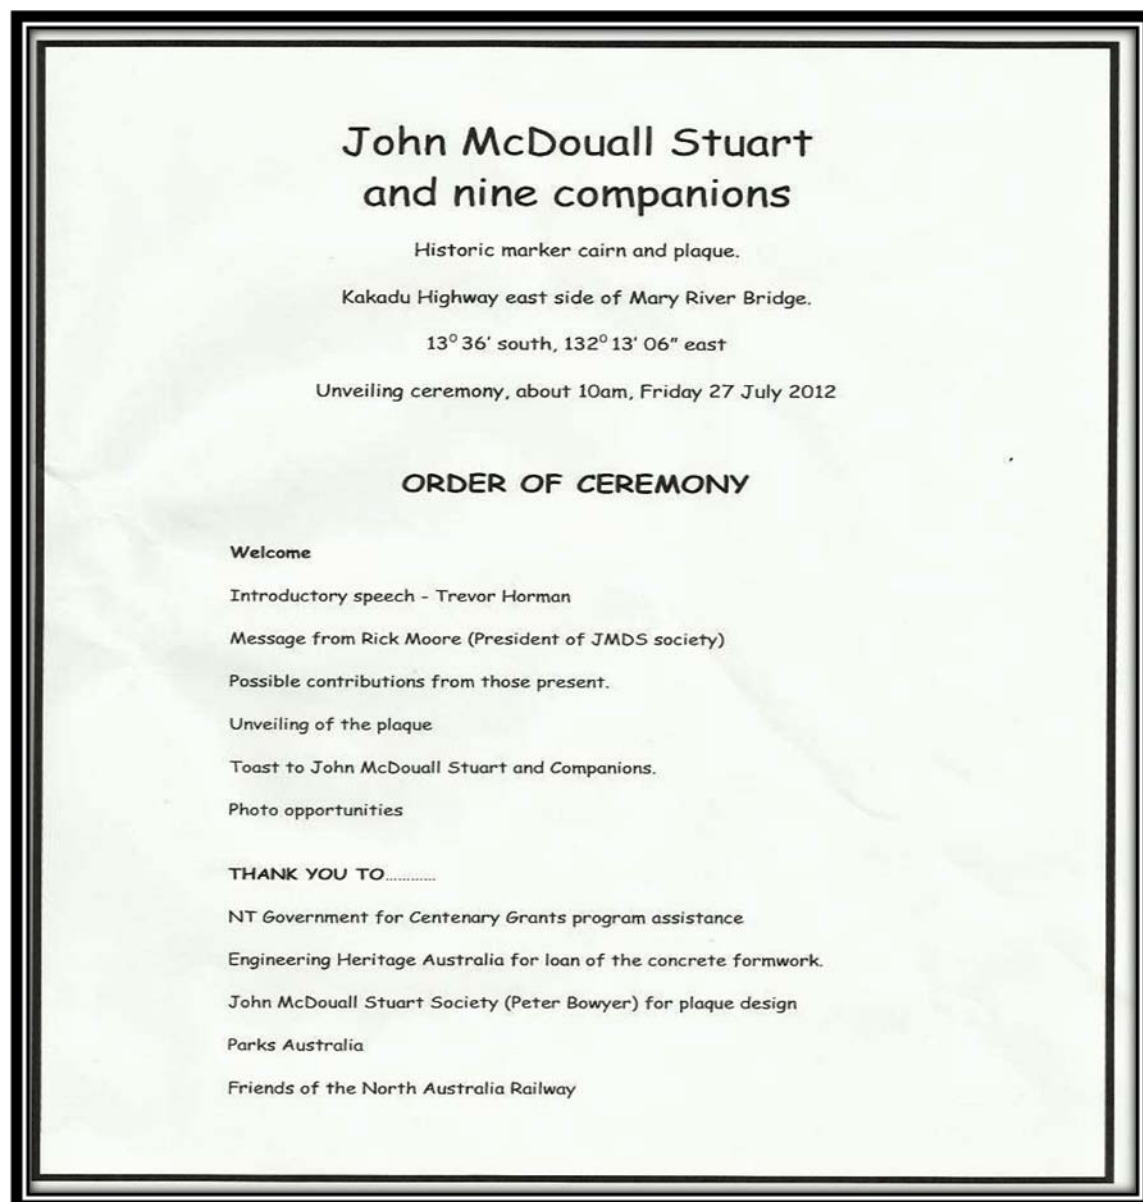 John McDouall Stuart
and nine companions
Historic marker cairn and plaque.
Kakadu Highway east side of Mary River Bridge.
13⁰ 36' south, 132⁰ 13' 06" east
Unveiling ceremony, about 10am, Friday 27 July 2012
ORDER OF CEREMONY
Welcome
Introductory speech - Trevor Horman
Message from Rick Moore (President of JMDS society)
Possible contributions from those present.
Unveiling of the plaque
Toast to John McDouall Stuart and Companions.
Photo opportunities
THANK YOU TO............
NT Government for Centenary Grants program assistance
Engineering Heritage Australia for loan of the concrete formwork.
John McDouall Stuart Society (Peter Bowyer) for plaque design
Parks Australia
Friends of the North Australia Railway